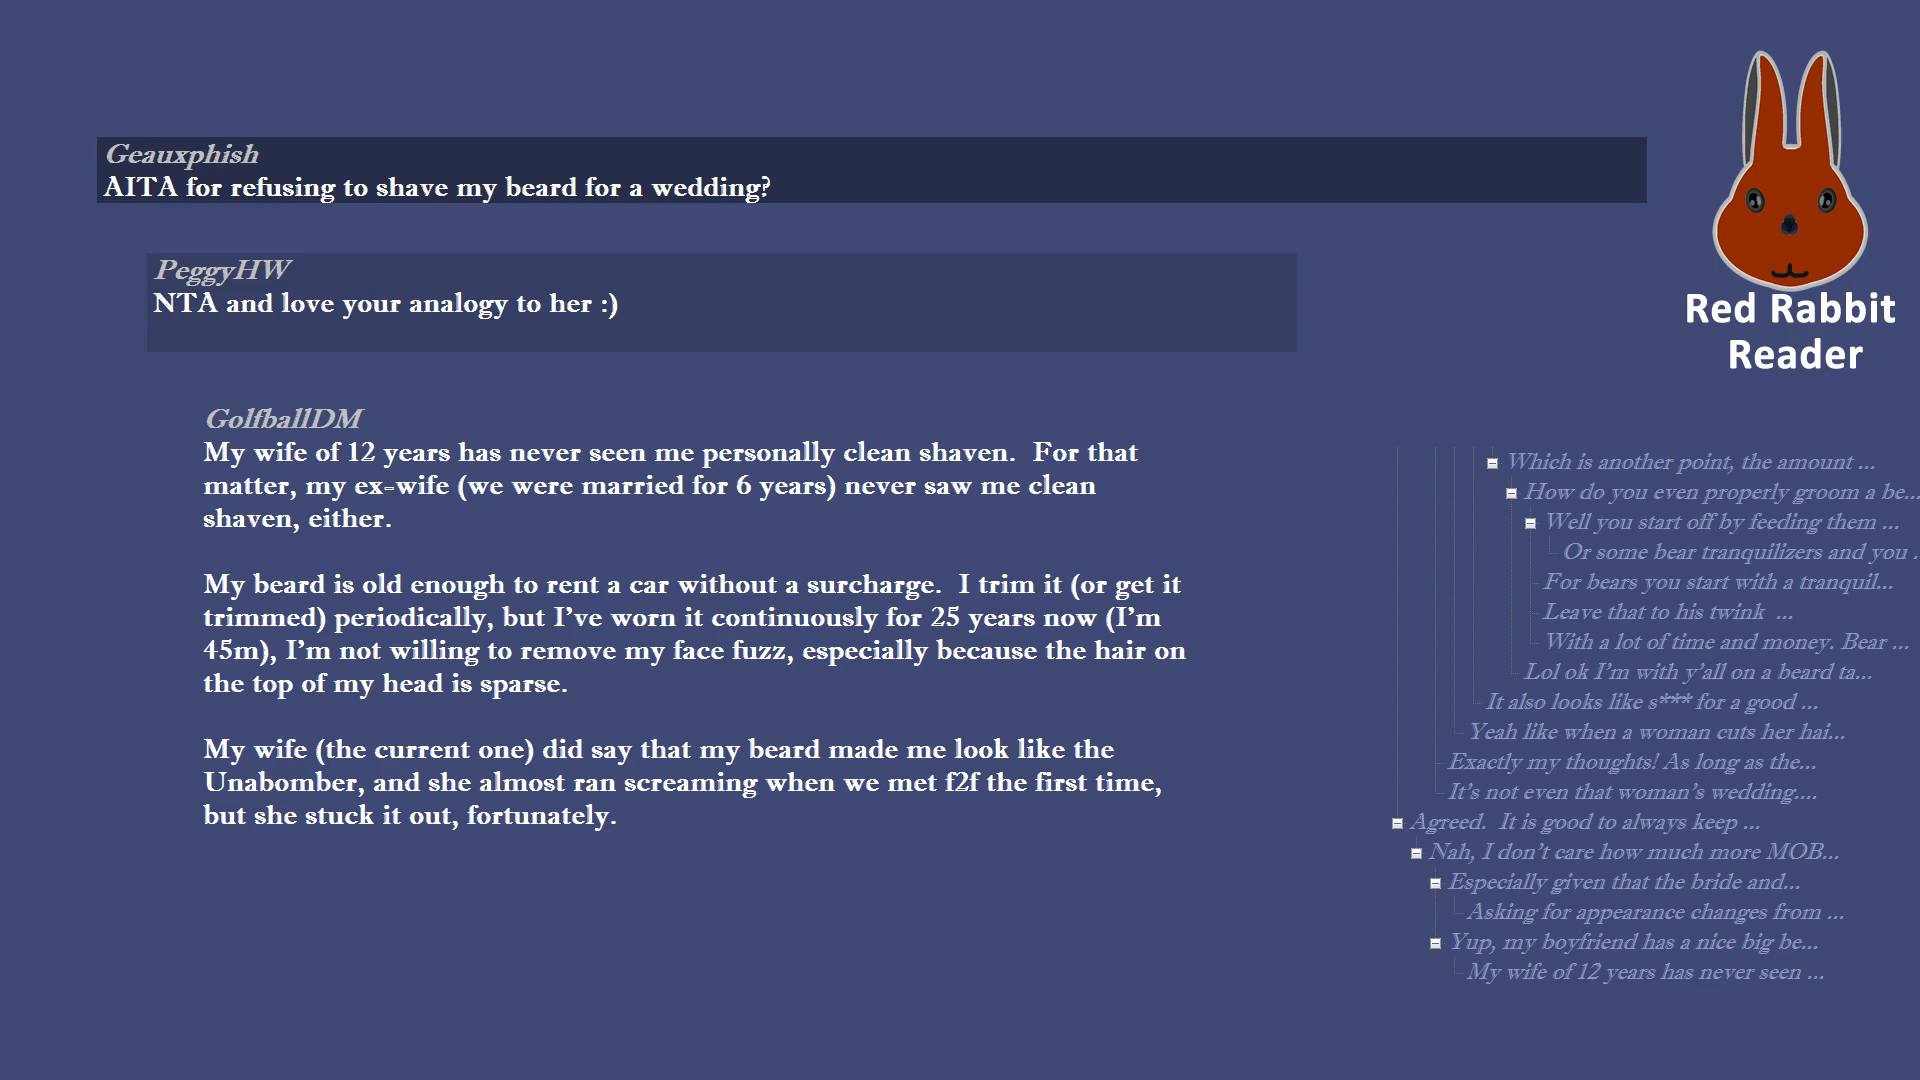 Geauxphish
AITA for refusing to shave my beard for a wedding?
PeggyHW
NTA and love your analogy to her :)
GolfballDM
My wife of 12 years has never seen me personally clean shaven.  For that
matter, my ex-wife (we were married for 6 years) never saw me clean
shaven, either.
My beard is old enough to rent a car without a surcharge.  I trim it (or get it
trimmed) periodically, but I've worn it continuously for 25 years now (I'm
45m), I'm not willing to remove my face fuzz, especially because the hair on
the top of my head is sparse.
My wife (the current one) did say that my beard made me look like the
Unabomber, and she almost ran screaming when we met f2f the first time,
but she stuck it out, fortunately.
Red Rabbit
Reader
Which is another point, the amount ...
How do you even properly groom a be...
Well you start off by feeding them ...
Or some bear tranquilizers and you .
For bears you start with a tranquil...
Leave that to his twink  ...
With a lot of time and money. Bear ...
Lol ok I'm with y'all on a beard ta...
It also looks like s*** for a good ...
Yeah like when a woman cuts her hai...
Exactly my thoughts! As long as the...
It's not even that woman's wedding....
Agreed.  It is good to always keep ...
Nah, I don't care how much more MOB...
Especially given that the bride and...
Asking for appearance changes from ...
Yup, my boyfriend has a nice big be...
My wife of 12 years has never seen ...